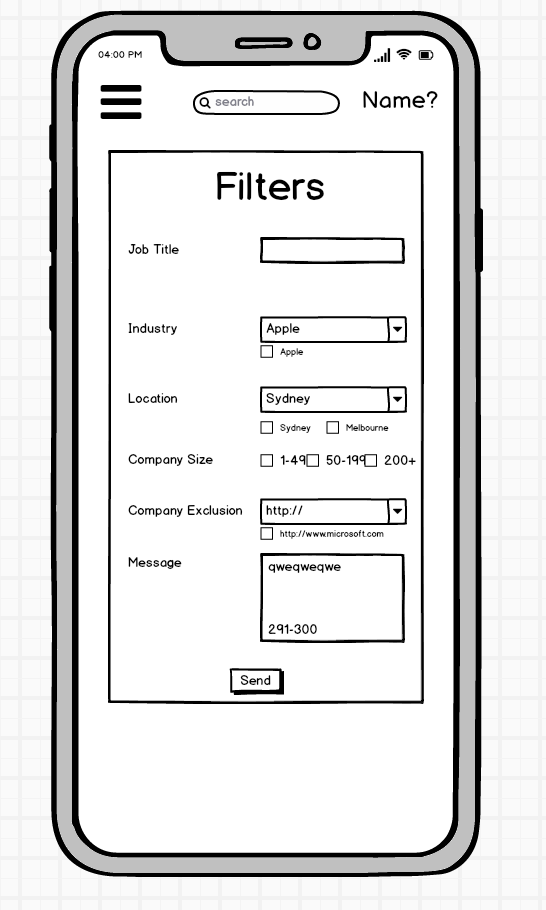 04:00 PM
search
Name?
Filters
Job Title
Industry
Apple
Apple
Location
Sydney
Sydney Melbourne
Company Size 1-49 50-199 200+
Company Exclusion http://
http://www.microsoft.com
Message
qweqweqwe
291-300
Send